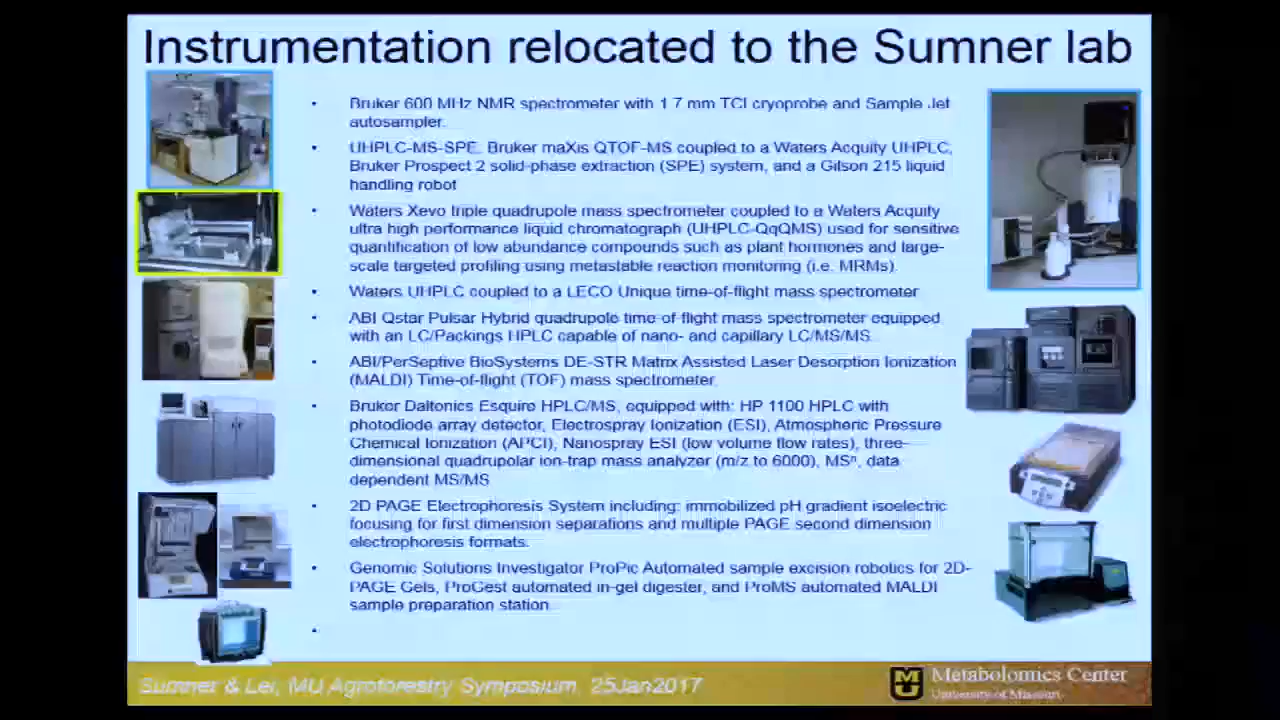 Instrumentation relocated to the Sumner lab
• Bruker 600 MHz NMR spectrometer with 1.7 mm TCI cryoprobe and Sample Jet
autosampler.
• UHPLC-MS-SPE. Bruker maXis QTOF-MS coupled to a Waters Acquity UHPLC,
Bruker Prospect 2 solid-phase extraction (SPE) system, and a Gilson 215 liquid
handling robot
• Waters Xevo triple quadrupole mass spectrometer coupled to a Waters Acquity
ultra high performance liquid chromatograph (UHPLC-QqQMS) used for sensitive
quantification of low abundance compounds such as plant hormones and large-
scale targeted profiling using metastable reaction monitoring (i.e. MRMs).
• Waters UHPLC coupled to a LECO Unique time-of-flight mass spectrometer
• ABI Qstar Pulsar Hybrid quadrupole time-of-flight mass spectrometer equipped
with an LC/Packings HPLC capable of nano- and capillary LC/MS/MS.
• ABI/PerSeptive BioSystems DE-STR Matrix Assisted Laser Desorption Ionization
(MALDI) Time-of-flight (TOF) mass spectrometer.
• Bruker Daltonics Esquire HPLC/MS, equipped with: HP 1100 HPLC with
photodiode array detector, Electrospray Ionization (ESI), Atmospheric Pressure
Chemical Ionization (APCI), Nanospray ESI (low volume flow rates), three-
dimensional quadrupolar ion-trap mass analyzer (m/z to 6000), MSⁿ, data
dependent MS/MS
• 2D PAGE Electrophoresis System including: immobilized pH gradient isoelectric
focusing for first dimension separations and multiple PAGE second dimension
electrophoresis formats.
• Genomic Solutions Investigator ProPic Automated sample excision robotics for 2D-
PAGE Gels, ProGest automated in-gel digester, and ProMS automated MALDI
sample preparation station.
•
Sumner & Lei, MU Agroforestry Symposium, 25Jan2017
Metabolomics Center
University of Missouri